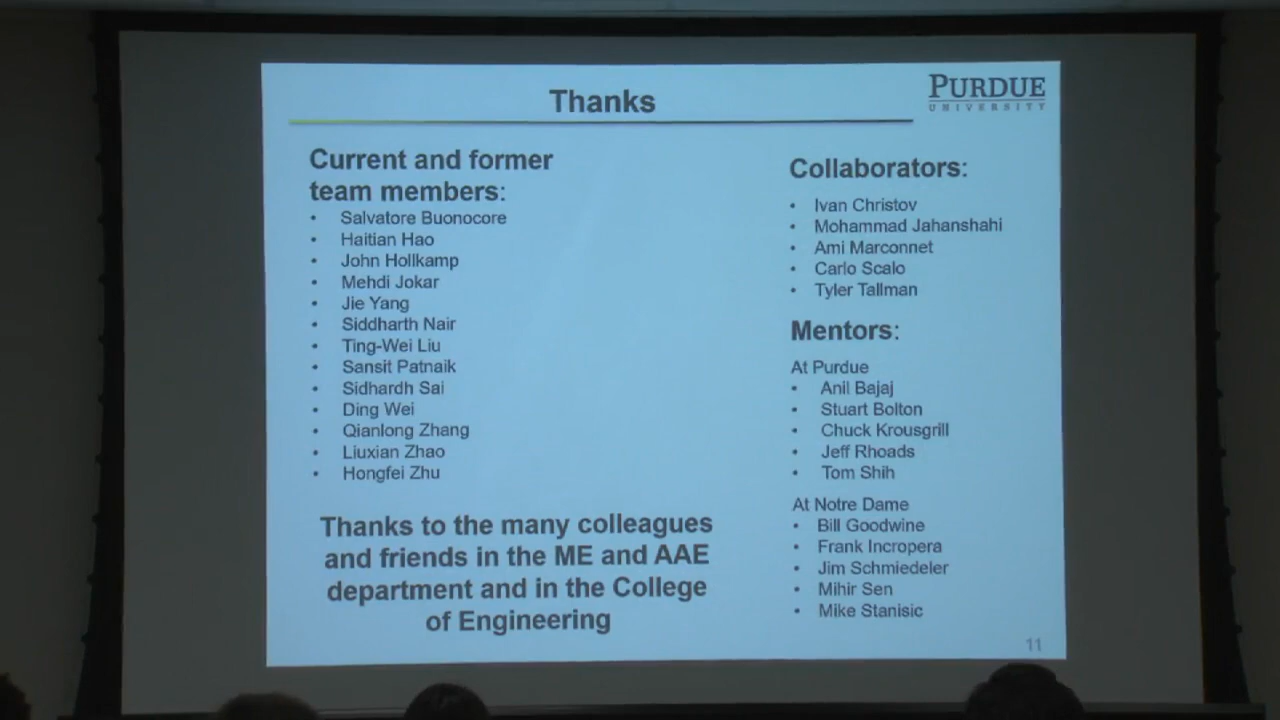 Thanks
PURDUE
UNIVERSITY
Current and former
team members:
• Salvatore Buonocore
• Haitian Hao
• John Hollkamp
• Mehdi Jokar
• Jie Yang
• Siddharth Nair
• Ting-Wei Liu
• Sansit Patnaik
• Sidhardh Sai
• Ding Wei
• Qianlong Zhang
• Liuxian Zhao
• Hongfei Zhu
Thanks to the many colleagues
and friends in the ME and AAE
department and in the College
of Engineering
Collaborators:
• Ivan Christov
• Mohammad Jahanshahi
• Ami Marconnet
• Carlo Scalo
• Tyler Tallman
Mentors:
At Purdue
• Anil Bajaj
• Stuart Bolton
• Chuck Krousgrill
• Jeff Rhoads
• Tom Shih
At Notre Dame
• Bill Goodwine
• Frank Incropera
• Jim Schmiedeler
• Mihir Sen
• Mike Stanisic
11